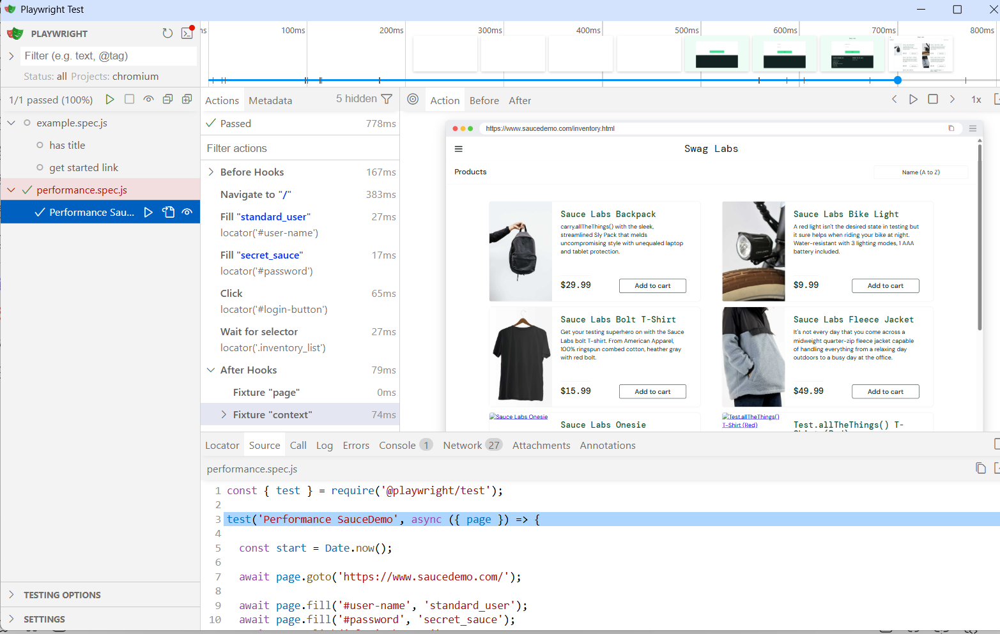 Playwright Test
PLAYWRIGHT
Filter (e.g. text, @tag)
Status: all Projects: chromium
1/1 passed (100%)
example.spec.js
has title
get started link
performance.spec.js
Performance Sau...
TESTING OPTIONS
SETTINGS
ms
100ms
200ms
300ms
400ms
500ms
600ms
700ms
800ms
Actions
Metadata
5 hidden
Passed
778ms
Filter actions
Before Hooks
167ms
Navigate to "/"
383ms
Fill "standard_user"
27ms
locator('#user-name')
Fill "secret_sauce"
17ms
locator('#password')
Click
65ms
locator('#login-button')
Wait for selector
27ms
locator('.inventory_list')
After Hooks
79ms
Fixture "page"
0ms
Fixture "context"
74ms
Action
Before
After
1x
https://www.saucedemo.com/inventory.html
Swag Labs
Products
Name (A to Z)
Sauce Labs Backpack
carry.allTheThings() with the sleek,
streamlined Sly Pack that melds
uncompromising style with unequaled laptop
and tablet protection.
$29.99
Add to cart
Sauce Labs Bike Light
A red light isn't the desired state in testing but
it sure helps when riding your bike at night.
Water-resistant with 3 lighting modes, 1 AAA
battery included.
$9.99
Add to cart
Sauce Labs Bolt T-Shirt
Get your testing superhero on with the Sauce
Labs bolt T-shirt. From American Apparel,
100% ringspun combed cotton, heather gray
with red bolt.
$15.99
Add to cart
Sauce Labs Fleece Jacket
It's not every day that you come across a
midweight quarter-zip fleece jacket capable
of handling everything from a relaxing day
outdoors to a busy day at the office.
$49.99
Add to cart
Sauce Labs Onesie
Sauce Labs Onesie
Test.allTheThings()
T-Shirt (Red)
Test.allTheThings() T-
Locator
Source
Call
Log
Errors
Console 1
Network 27
Attachments
Annotations
performance.spec.js
1 const { test } = require('@playwright/test');
2
3 test('Performance SauceDemo', async ({ page }) => {
4
5 const start = Date.now();
6
7 await page.goto('https://www.saucedemo.com/');
8
9 await page.fill('#user-name', 'standard_user');
10 await page.fill('#password', 'secret_sauce');